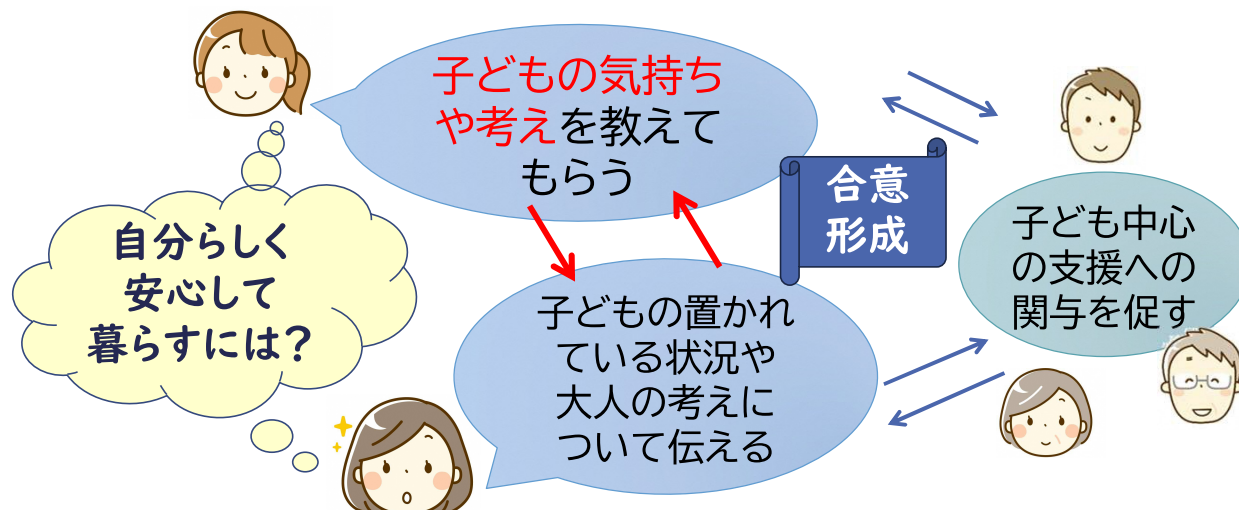 子どもの気持ち
や考えを教えて
もらう
合意
形成
自分らしく
安心して
暮らすには？
子ども中心
の支援への
関与を促す
子どもの置かれ
ている状況や
大人の考えに
ついて伝える